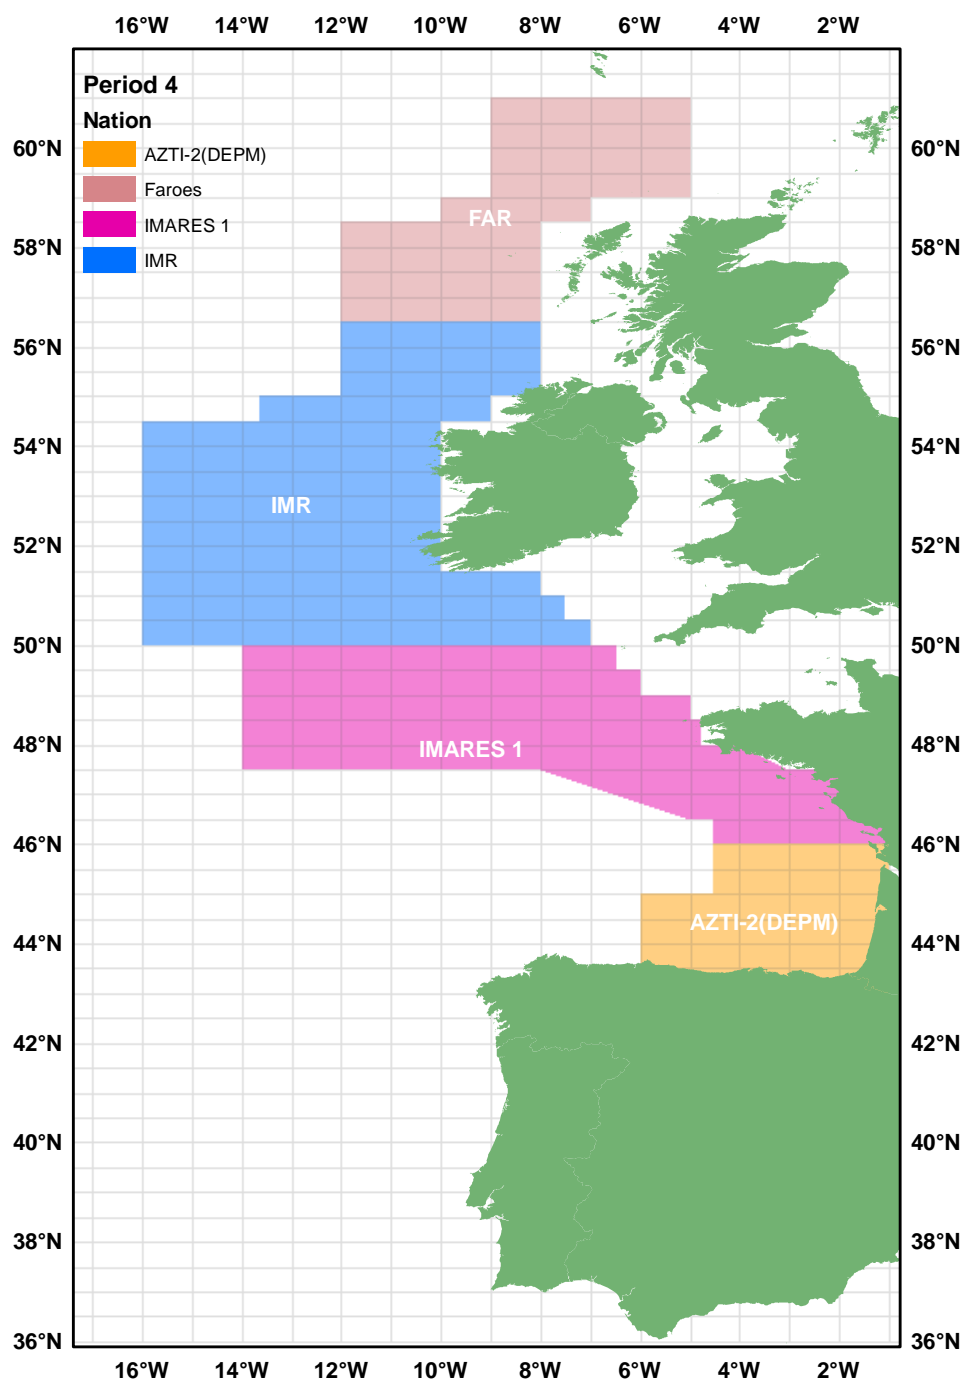 16°W 14°W 12°W 10°W 8°W 6°W 4°W 2°W
Period 4
Nation
AZTI-2(DEPM)
Faroes
IMARES 1
IMR
60°N 60°N
FAR
58°N 58°N
56°N 56°N
54°N 54°N
IMR
52°N 52°N
50°N 50°N
48°N 48°N
IMARES 1
46°N 46°N
AZTI-2(DEPM)
44°N 44°N
42°N 42°N
40°N 40°N
38°N 38°N
36°N 36°N
16°W 14°W 12°W 10°W 8°W 6°W 4°W 2°W